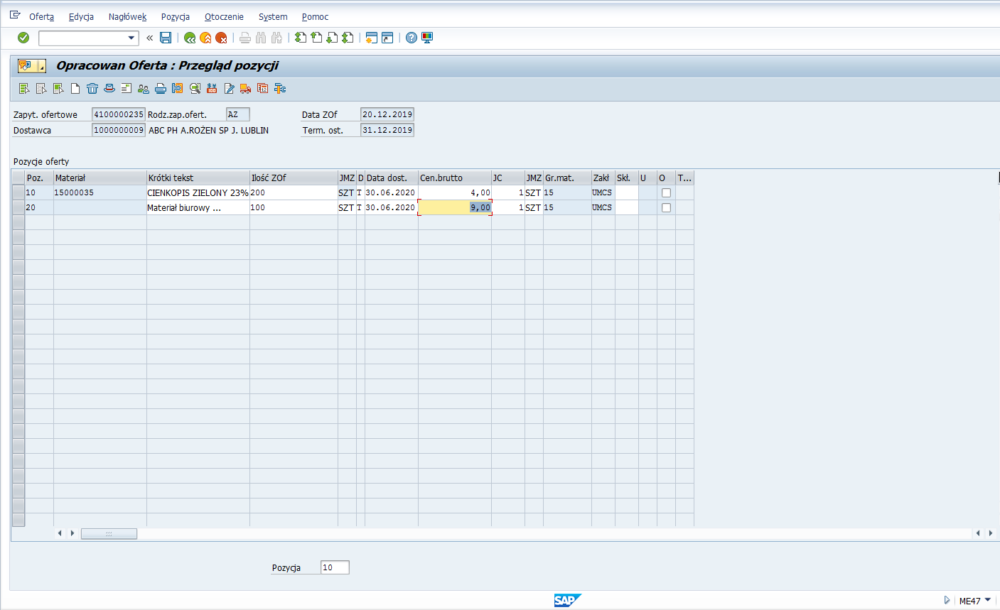 Oferta Edycja Nagłówek Pozycja Otoczenie System Pomoc
Opracowan Oferta : Przegląd pozycji
Zapyt. ofertowe 4100000235 Rodz.zap.ofert. AZ Data ZOf 20.12.2019
Dostawca 1000000009 ABC PH A.ROŻEN SP J. LUBLIN Term. ost. 31.12.2019
Pozycje oferty
Poz. Materiał Krótki tekst Ilość ZOf JMZ D Data dost. Cen.brutto JC JMZ Gr.mat. Zakł Skł. U O T...
10 15000035 CIENKOPIS ZIELONY 23% 200 SZT T 30.06.2020 4,00 1 SZT 15 UMCS
20 Materiał biurowy ... 100 SZT T 30.06.2020 9,00 1 SZT 15 UMCS
Pozycja 10
SAP ME47